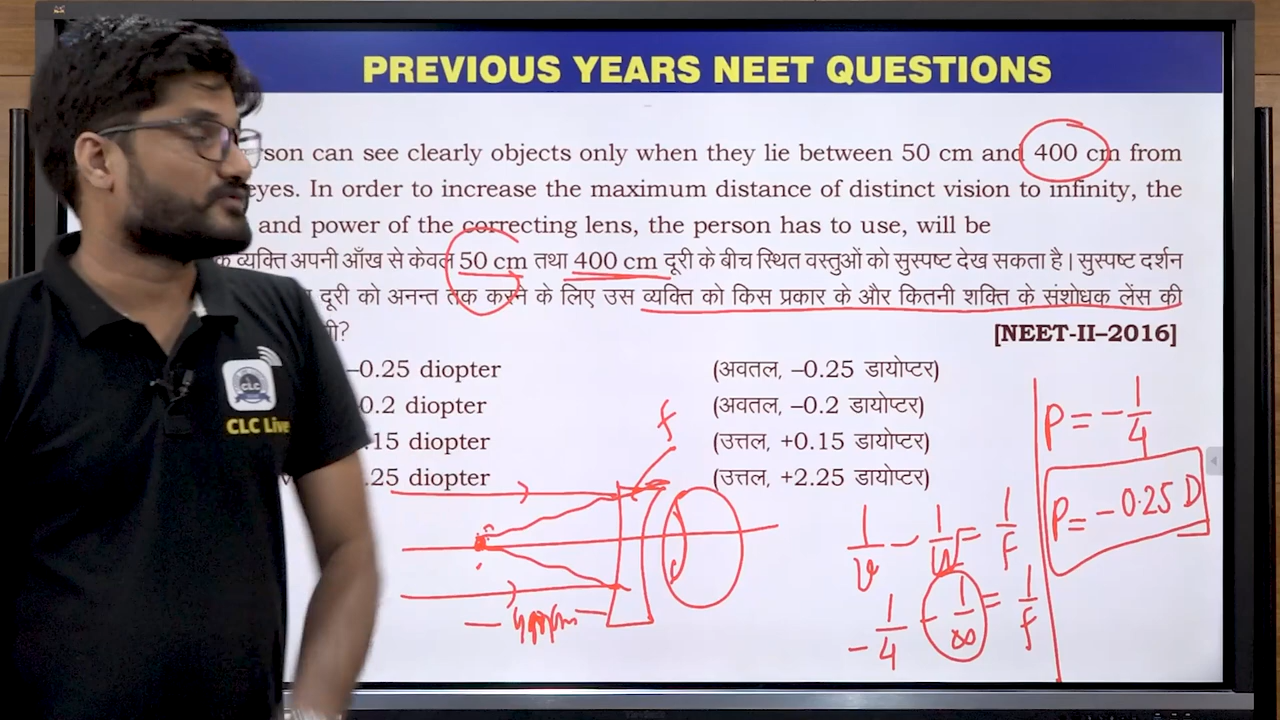 PREVIOUS YEARS NEET QUESTIONS
can see clearly objects only when they lie between 50 cm and 400 cm from
eyes. In order to increase the maximum distance of distinct vision to infinity, the
and power of the correcting lens, the person has to use, will be
व्यक्ति अपनी आँख से केवल 50 cm तथा 400 cm दूरी के बीच स्थित वस्तुओं को सुस्पष्ट देख सकता है। सुस्पष्ट दर्शन
दूरी को अनन्त तक करने के लिए उस व्यक्ति को किस प्रकार के और कितनी शक्ति के संशोधक लेंस की
[NEET-II–2016]
–0.25 diopter (अवतल, –0.25 डायोप्टर)
0.2 diopter (अवतल, –0.2 डायोप्टर)
.15 diopter (उत्तल, +0.15 डायोप्टर)
.25 diopter (उत्तल, +2.25 डायोप्टर)
CLC
CLC Live
f
P = - 1/4
P = - 0.25 D
1/v - 1/u = 1/f
- 1/4 - 1/∞ = 1/f